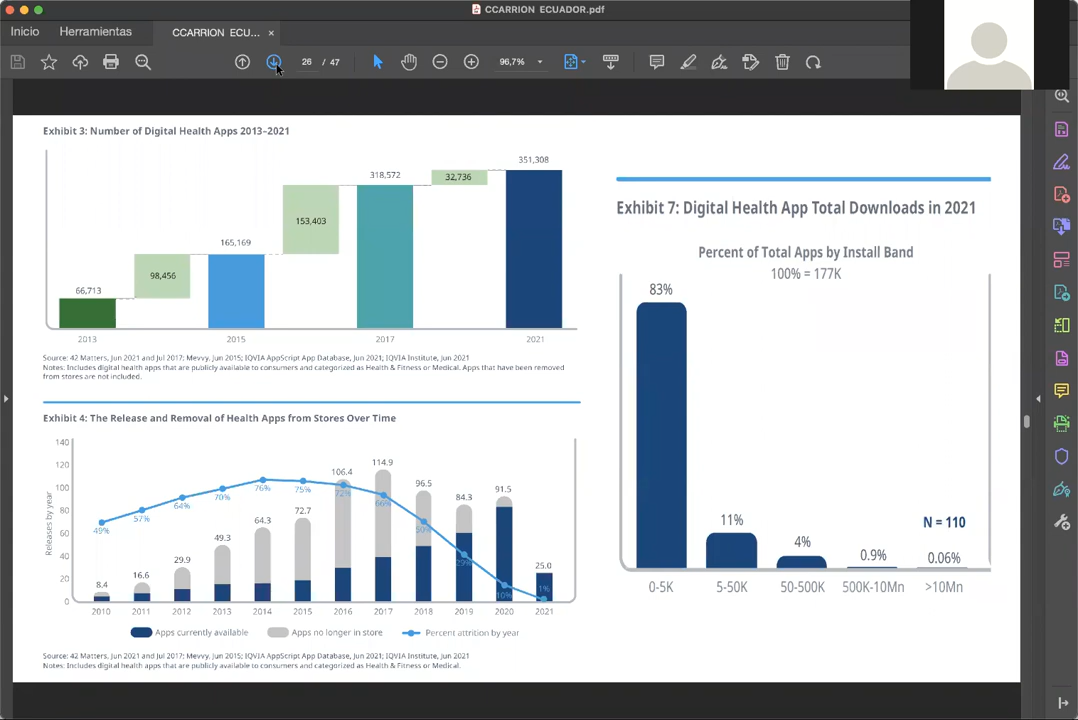 CCARRION ECUADOR.pdf
Inicio
Herramientas
CCARRION ECU...
×
26 / 47
96,7%
Exhibit 3: Number of Digital Health Apps 2013–2021
351,308
318,572
32,736
153,403
165,169
98,456
66,713
2013
2015
2017
2021
Source: 42 Matters, Jun 2021 and Jul 2017; Mevvy, Jun 2015; IQVIA AppScript App Database, Jun 2021; IQVIA Institute, Jun 2021
Notes: Includes digital health apps that are publicly available to consumers and categorized as Health & Fitness or Medical. Apps that have been removed
from stores are not included.
Exhibit 4: The Release and Removal of Health Apps from Stores Over Time
Releases by year
140
120
100
80
60
40
20
0
8.4
16.6
29.9
49.3
64.3
72.7
106.4
114.9
96.5
84.3
91.5
25.0
49%
57%
64%
70%
76%
75%
72%
66%
50%
29%
10%
1%
2010
2011
2012
2013
2014
2015
2016
2017
2018
2019
2020
2021
Apps currently available
Apps no longer in store
Percent attrition by year
Source: 42 Matters, Jun 2021 and Jul 2017; Mevvy, Jun 2015; IQVIA AppScript App Database, Jun 2021; IQVIA Institute, Jun 2021
Notes: Includes digital health apps that are publicly available to consumers and categorized as Health & Fitness or Medical.
Exhibit 7: Digital Health App Total Downloads in 2021
Percent of Total Apps by Install Band
100% = 177K
83%
11%
4%
0.9%
N = 110
0.06%
0-5K
5-50K
50-500K
500K-10Mn
>10Mn